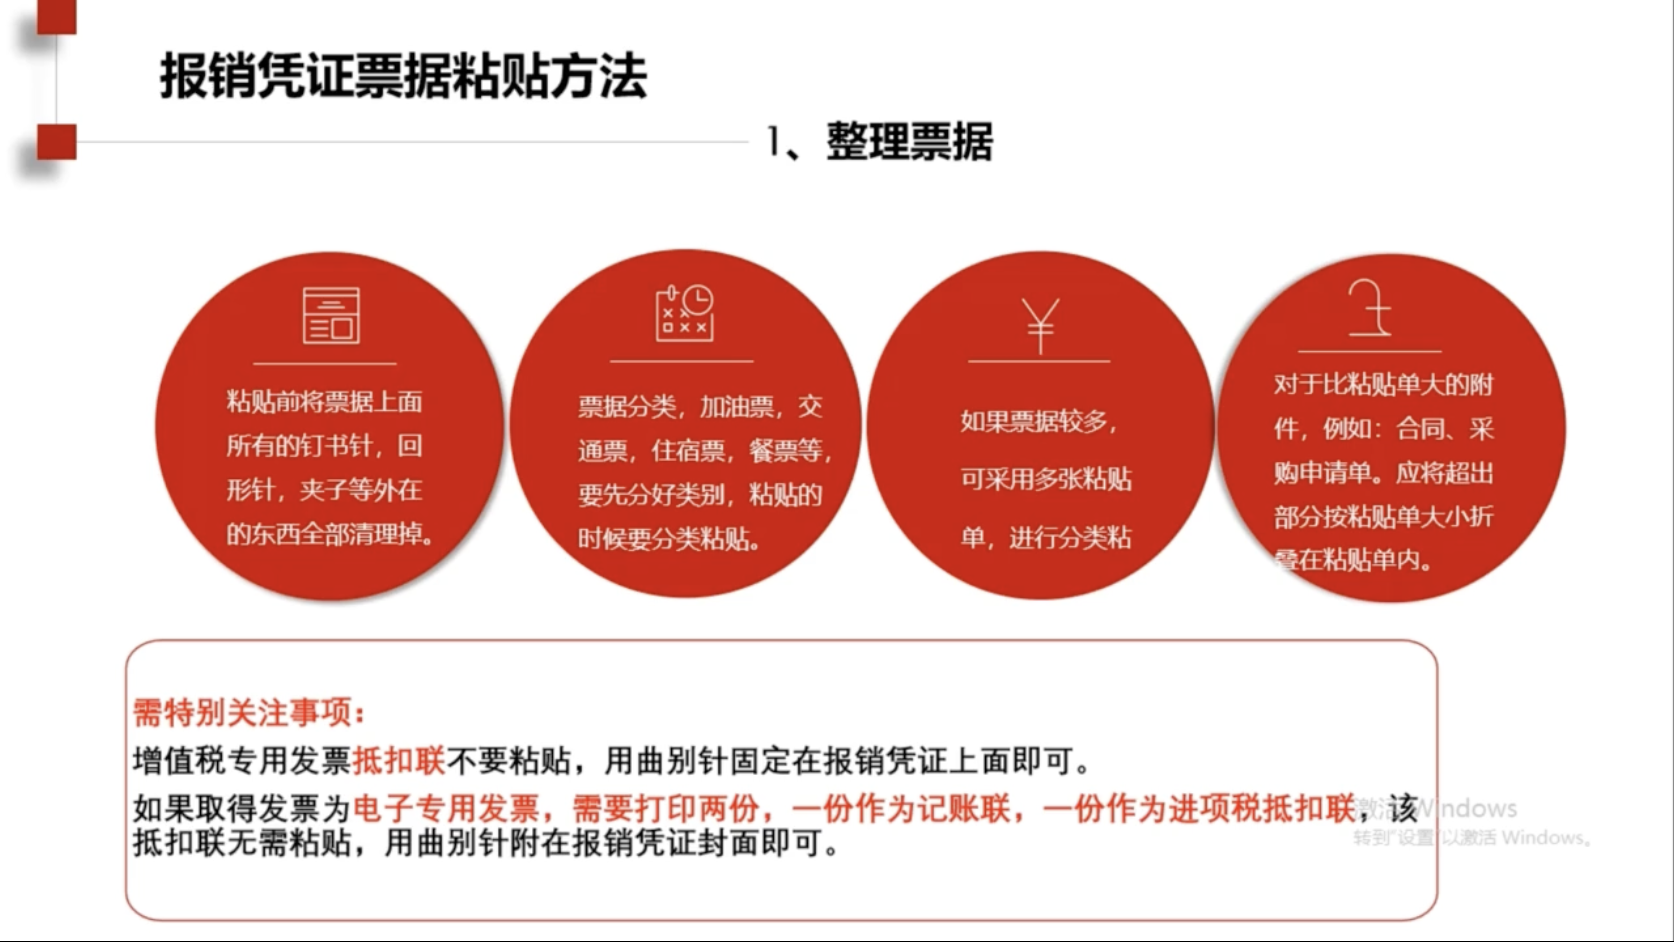 报销凭证票据粘贴方法
1、整理票据
粘贴前将票据上面
所有的钉书针，回
形针，夹子等外在
的东西全部清理掉。
票据分类，加油票，交
通票，住宿票，餐票等，
要先分好类别，粘贴的
时候要分类粘贴。
如果票据较多，
可采用多张粘贴
单，进行分类粘
对于比粘贴单大的附
件，例如：合同、采
购申请单。应将超出
部分按粘贴单大小折
叠在粘贴单内。
需特别关注事项：
增值税专用发票抵扣联不要粘贴，用曲别针固定在报销凭证上面即可。
如果取得发票为电子专用发票，需要打印两份，一份作为记账联，一份作为进项税抵扣联，该
抵扣联无需粘贴，用曲别针附在报销凭证封面即可。
激活 Windows
转到“设置”以激活 Windows。